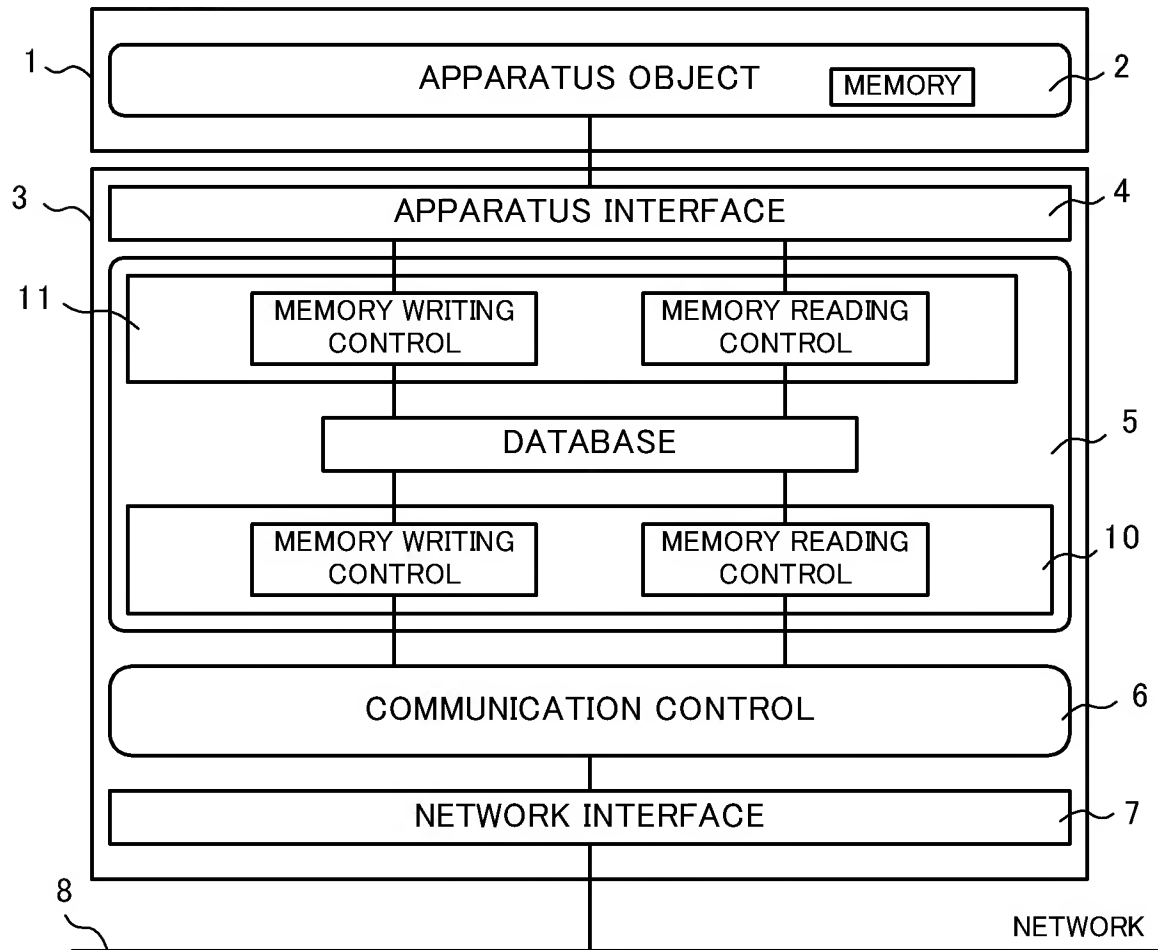 1
APPARATUS OBJECT
MEMORY
2
3
APPARATUS INTERFACE
4
11
MEMORY WRITING
CONTROL
MEMORY READING
CONTROL
DATABASE
5
MEMORY WRITING
CONTROL
MEMORY READING
CONTROL
10
COMMUNICATION CONTROL
6
NETWORK INTERFACE
7
8
NETWORK